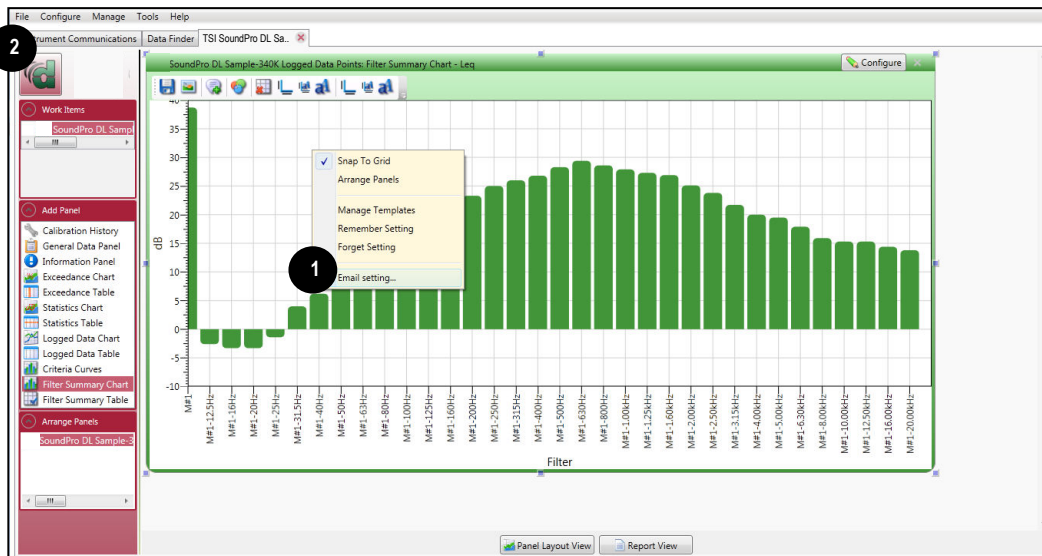 File Configure Manage Tools Help
2
trument Communications Data Finder TSI SoundPro DL Sa..
SoundPro DL Sample-340K Logged Data Points: Filter Summary Chart - Leq
Configure
Work Items
SoundPro DL Sampl
Add Panel
Calibration History
General Data Panel
Information Panel
Exceedance Chart
Exceedance Table
Statistics Chart
Statistics Table
Logged Data Chart
Logged Data Table
Criteria Curves
Filter Summary Chart
Filter Summary Table
Arrange Panels
SoundPro DL Sample-3
Snap To Grid
Arrange Panels
Manage Templates
Remember Setting
Forget Setting
1
Email setting...
dB
40
35
30
25
20
15
10
5
0
-5
-10
M#1
M#1-12.5Hz
M#1-16Hz
M#1-20Hz
M#1-25Hz
M#1-31.5Hz
M#1-40Hz
M#1-50Hz
M#1-63Hz
M#1-80Hz
M#1-100Hz
M#1-125Hz
M#1-160Hz
M#1-200Hz
M#1-250Hz
M#1-315Hz
M#1-400Hz
M#1-500Hz
M#1-630Hz
M#1-800Hz
M#1-1.00kHz
M#1-1.25kHz
M#1-1.60kHz
M#1-2.00kHz
M#1-2.50kHz
M#1-3.15kHz
M#1-4.00kHz
M#1-5.00kHz
M#1-6.30kHz
M#1-8.00kHz
M#1-10.00kHz
M#1-12.50kHz
M#1-16.00kHz
M#1-20.00kHz
Filter
Panel Layout View
Report View